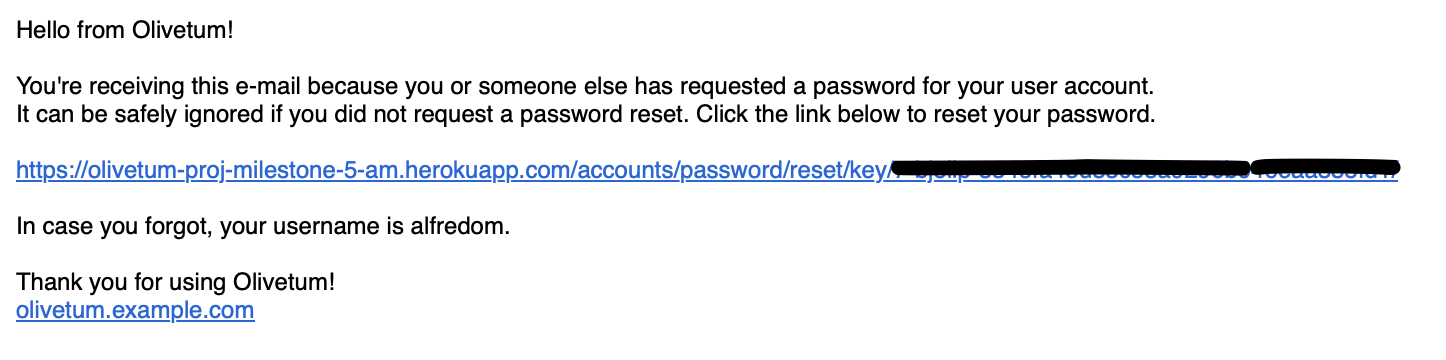 Hello from Olivetum!
You're receiving this e-mail because you or someone else has requested a password for your user account.
It can be safely ignored if you did not request a password reset. Click the link below to reset your password.
https://olivetum-proj-milestone-5-am.herokuapp.com/accounts/password/reset/key/
In case you forgot, your username is alfredom.
Thank you for using Olivetum!
olivetum.example.com